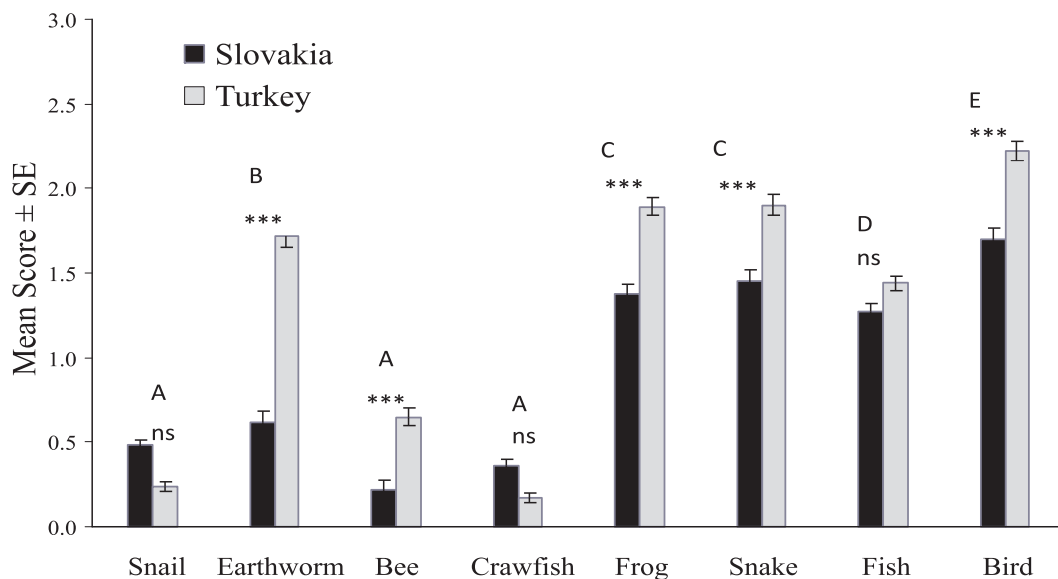 Mean Score ± SE
3.0
2.5
2.0
1.5
1.0
0.5
0.0
Slovakia
Turkey
A
ns
B
***
A
***
A
ns
C
***
C
***
D
ns
E
***
Snail Earthworm Bee Crawfish Frog Snake Fish Bird